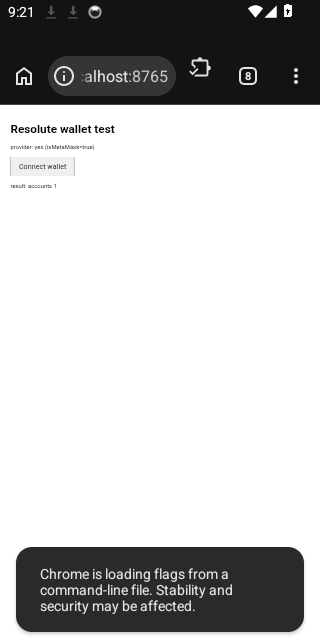 9:21
alhost:8765
8
Resolute wallet test
provider: yes (isMetaMask=true)
Connect wallet
result: accounts 1
Chrome is loading flags from a
command-line file. Stability and
security may be affected.